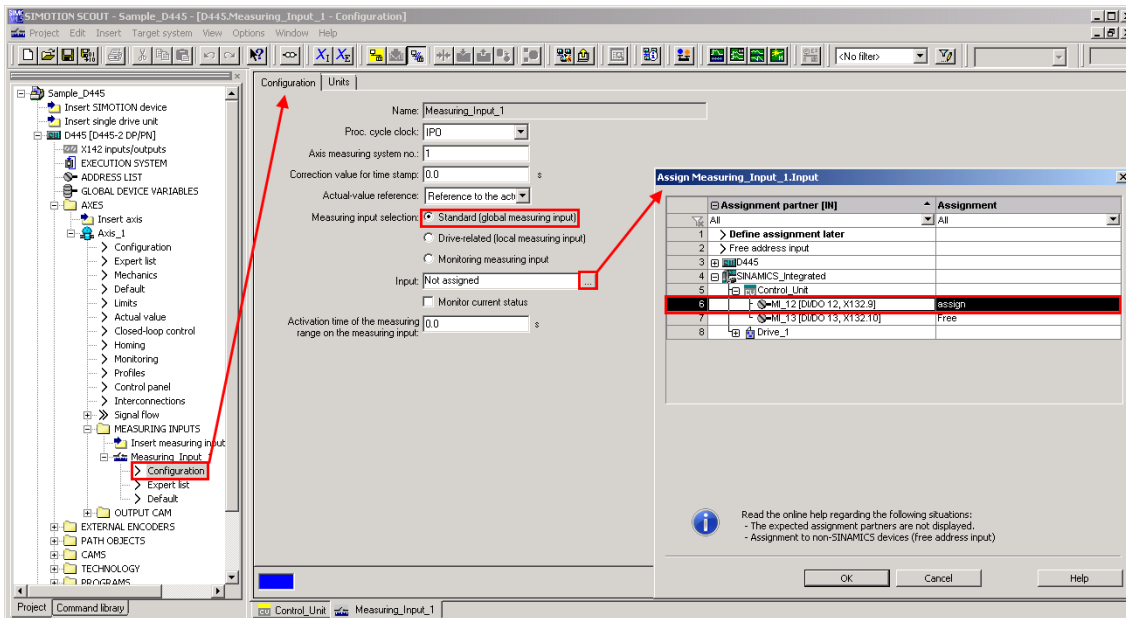 SIMOTION SCOUT - Sample_D445 - [D445.Measuring_Input_1 - Configuration]
Project Edit Insert Target system View Options Window Help
<No filter>
Sample_D445
Insert SIMOTION device
Insert single drive unit
D445 [D445-2 DP/PN]
X142 inputs/outputs
EXECUTION SYSTEM
ADDRESS LIST
GLOBAL DEVICE VARIABLES
AXES
Insert axis
Axis_1
Configuration
Expert list
Mechanics
Default
Limits
Actual value
Closed-loop control
Homing
Monitoring
Profiles
Control panel
Interconnections
Signal flow
MEASURING INPUTS
Insert measuring input
Measuring_Input_1
Configuration
Expert list
Default
OUTPUT CAM
EXTERNAL ENCODERS
PATH OBJECTS
CAMS
TECHNOLOGY
PROGRAMS
Project Command library
Configuration Units
Name: Measuring_Input_1
Proc. cycle clock: IPO
Axis measuring system no.: 1
Correction value for time stamp: 0.0 s
Actual-value reference: Reference to the actu
Measuring input selection: Standard (global measuring input)
Drive-related (local measuring input)
Monitoring measuring input
Input: Not assigned ...
Monitor current status
Activation time of the measuring range on the measuring input: 0.0 s
Control_Unit Measuring_Input_1
Assign Measuring_Input_1.Input
Assignment partner [IN] Assignment
All All
1 Define assignment later
2 Free address input
3 D445
4 SINAMICS_Integrated
5 Control_Unit
6 MI_12 [DI/DO 12, X132.9] assign
7 MI_13 [DI/DO 13, X132.10] Free
8 Drive_1
Read the online help regarding the following situations:
- The expected assignment partners are not displayed.
- Assignment to non-SINAMICS devices (free address input)
OK Cancel Help